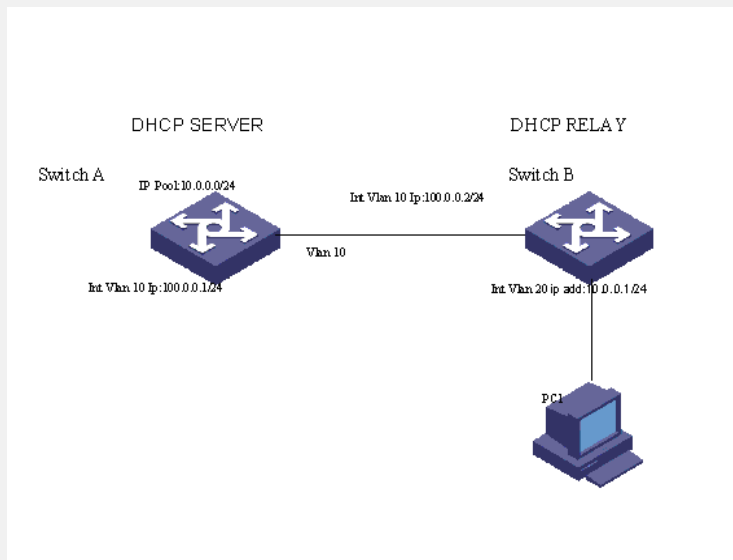 DHCP SERVER
DHCP RELAY
Switch A
IP Pool:10.0.0.0/24
Switch B
Int Vlan 10 Ip:100.0.0.2/24
Vlan 10
Int Vlan 10 Ip:100.0.0.1/24
Int Vlan 20 ip add:10.0.0.1/24
PC1